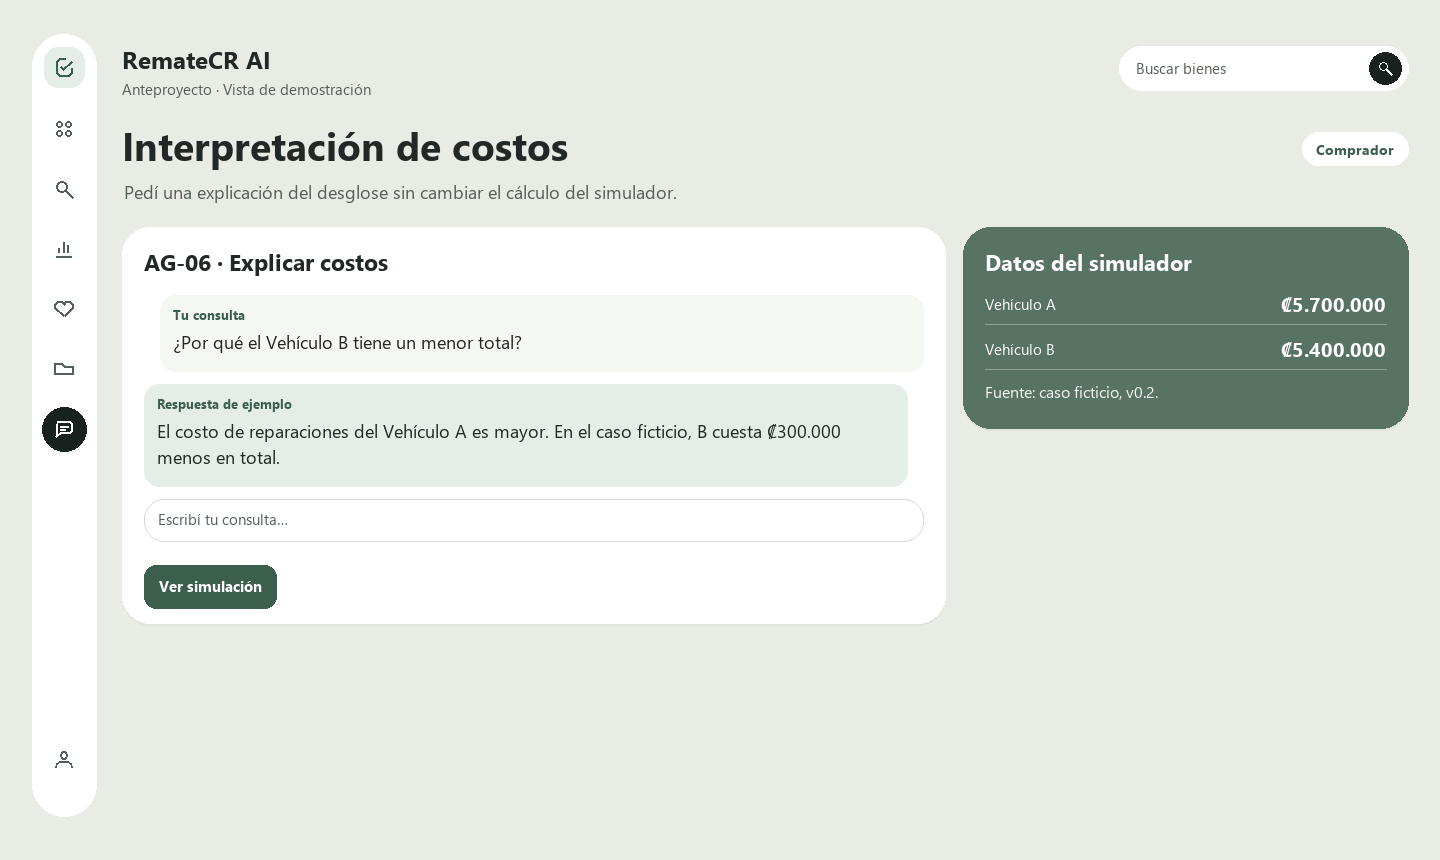 RemateCR AI
Anteproyecto · Vista de demostración
Buscar bienes
Interpretación de costos
Comprador
Pedí una explicación del desglose sin cambiar el cálculo del simulador.
AG-06 · Explicar costos
Tu consulta
¿Por qué el Vehículo B tiene un menor total?
Respuesta de ejemplo
El costo de reparaciones del Vehículo A es mayor. En el caso ficticio, B cuesta ₡300.000
menos en total.
Escribí tu consulta...
Ver simulación
Datos del simulador
Vehículo A ₡5.700.000
Vehículo B ₡5.400.000
Fuente: caso ficticio, v0.2.